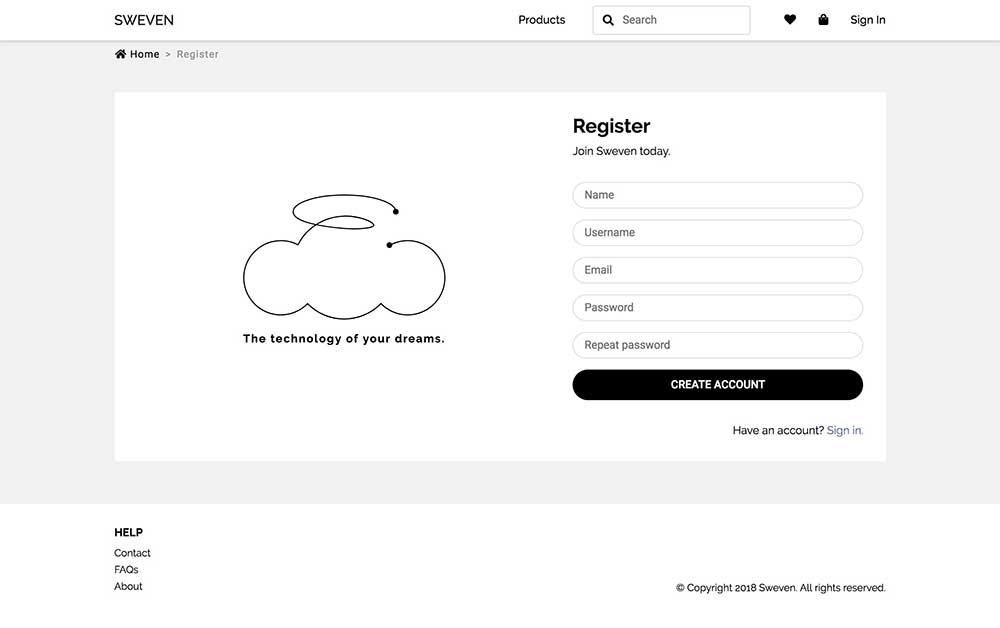 SWEVEN
Products
Search
Sign In
Home > Register
Register
Join Sweven today.
Name
Username
Email
Password
Repeat password
CREATE ACCOUNT
Have an account? Sign in.
The technology of your dreams.
HELP
Contact
FAQs
About
© Copyright 2018 Sweven. All rights reserved.